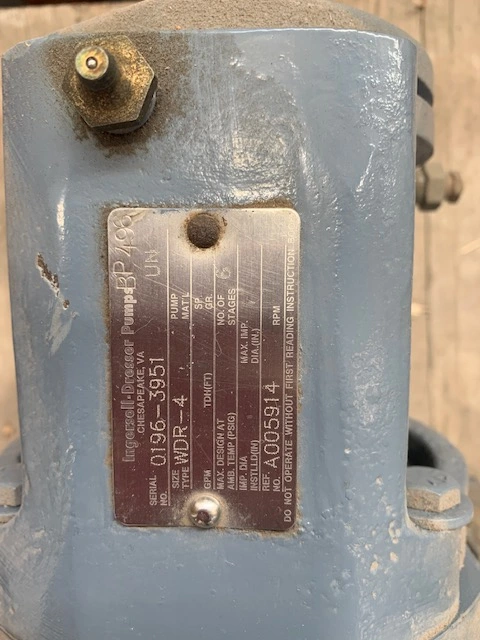 Ingersoll-Dresser Pumps BP 496
CHESAPEAKE, VA UN
SERIAL NO. 0196-3951 PUMP MAT'L
SIZE TYPE WDR-4 SP. GR.
GPM TDH(FT) NO. OF STAGES 6
MAX. DESIGN AT AMB. TEMP (PSIG)
IMP. DIA INSTLLD(IN) MAX. IMP. DIA.(IN.)
REF. NO. A005914 RPM
DO NOT OPERATE WITHOUT FIRST READING INSTRUCTION